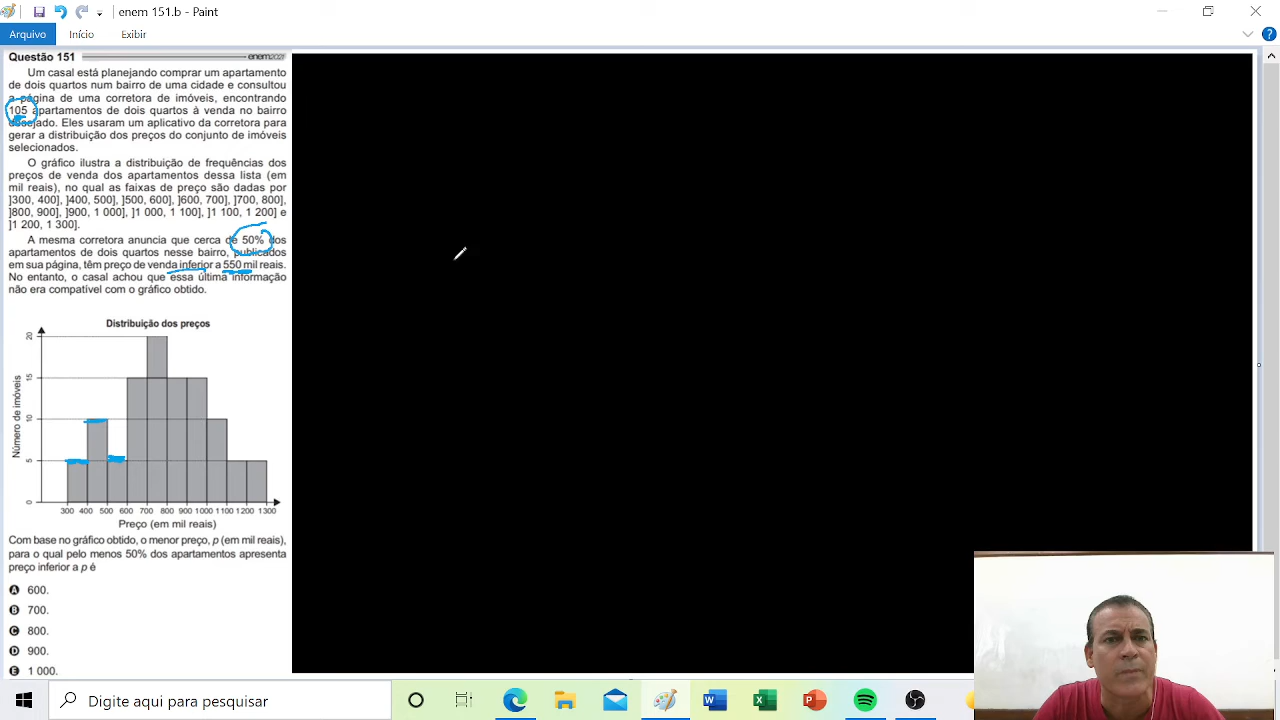 enem 151 - Paint
Arquivo
Início
Exibir
Questão 151
enem2021
Um casal está planejando comprar um apartamento
de dois quartos num bairro de uma cidade e consultou
a página de uma corretora de imóveis, encontrando
105 apartamentos de dois quartos à venda no bairro
desejado. Eles usaram um aplicativo da corretora para
gerar a distribuição dos preços do conjunto de imóveis
selecionados.
O gráfico ilustra a distribuição de frequências dos
preços de venda dos apartamentos dessa lista (em
mil reais), no qual as faixas de preço são dadas por
]300, 400], ]400, 500], ]500, 600], ]600, 700], ]700, 800],
]800, 900], ]900, 1 000], ]1 000, 1 100], ]1 100, 1 200] e
]1 200, 1 300].
A mesma corretora anuncia que cerca de 50% dos
apartamentos de dois quartos nesse bairro, publicados
em sua página, têm preço de venda inferior a 550 mil reais.
No entanto, o casal achou que essa última informação
não era compatível com o gráfico obtido.
Distribuição dos preços
Número de imóveis
20
15
10
5
0
300 400 500 600 700 800 900 1000 1100 1200 1300
Preço (em mil reais)
Com base no gráfico obtido, o menor preço, p (em mil reais),
para o qual pelo menos 50% dos apartamentos apresenta
preço inferior a p é
A 600.
B 700.
C 800.
D 900.
E 1 000.
Digite aqui para pesquisar